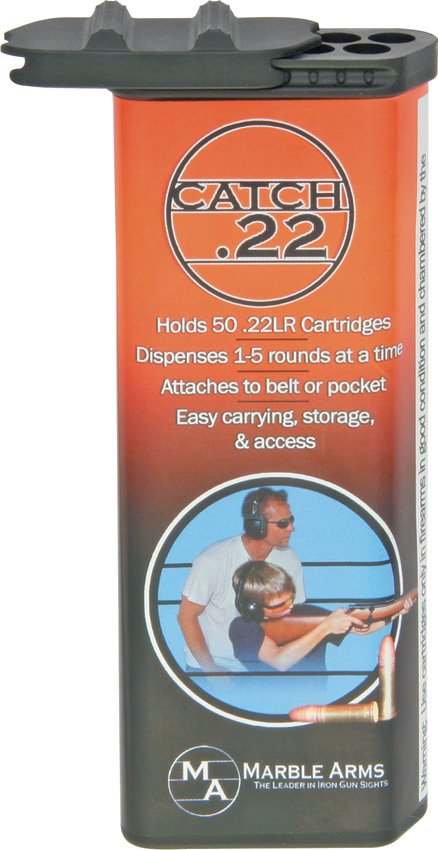 CATCH
.22
Holds 50 .22LR Cartridges
Dispenses 1-5 rounds at a time
Attaches to belt or pocket
Easy carrying, storage,
& access
MA
MARBLE ARMS
THE LEADER IN IRON GUN SIGHTS
Warning: Use cartridges only in firearms in good condition and chambered by the